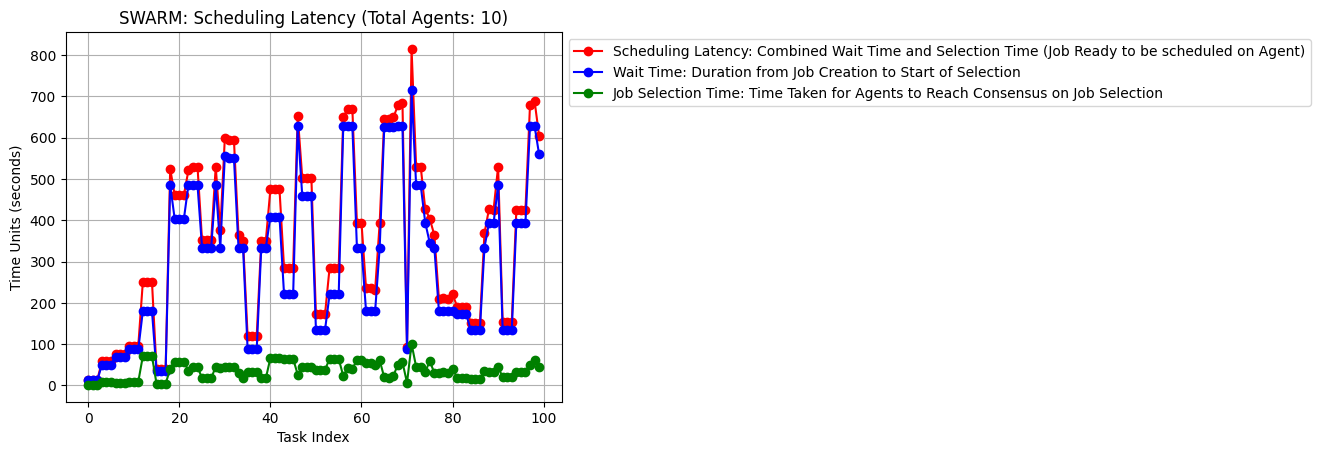 SWARM: Scheduling Latency (Total Agents: 10)
Scheduling Latency: Combined Wait Time and Selection Time (Job Ready to be scheduled on Agent)
Wait Time: Duration from Job Creation to Start of Selection
Job Selection Time: Time Taken for Agents to Reach Consensus on Job Selection
Time Units (seconds)
800
700
600
500
400
300
200
100
0
0 20 40 60 80 100
Task Index